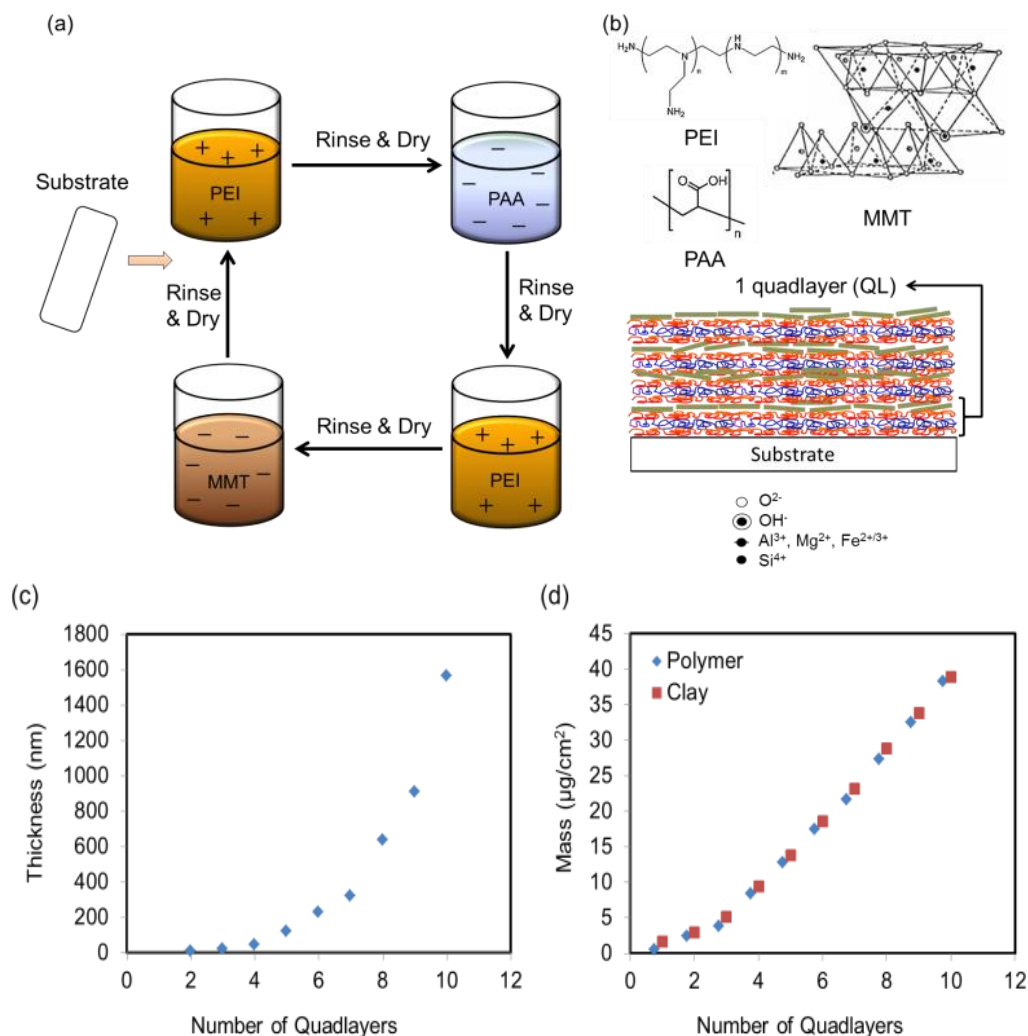 (a)
Substrate
+ + +
PEI
+ +
Rinse & Dry
−
− −
PAA
− − −
Rinse
& Dry
Rinse
& Dry
− −
− −
MMT
− −
Rinse & Dry
+ + +
PEI
+ +
(b)
H₂N
N
n
NH₂
H
N
m
NH₂
PEI
O
OH
n
PAA
MMT
1 quadlayer (QL)
Substrate
O²⁻
OH⁻
Al³⁺, Mg²⁺, Fe²⁺/³⁺
Si⁴⁺
(c)
Thickness (nm)
1800
1600
1400
1200
1000
800
600
400
200
0
0 2 4 6 8 10 12
Number of Quadlayers
(d)
Mass (µg/cm²)
45
40
35
30
25
20
15
10
5
0
Polymer
Clay
0 2 4 6 8 10 12
Number of Quadlayers